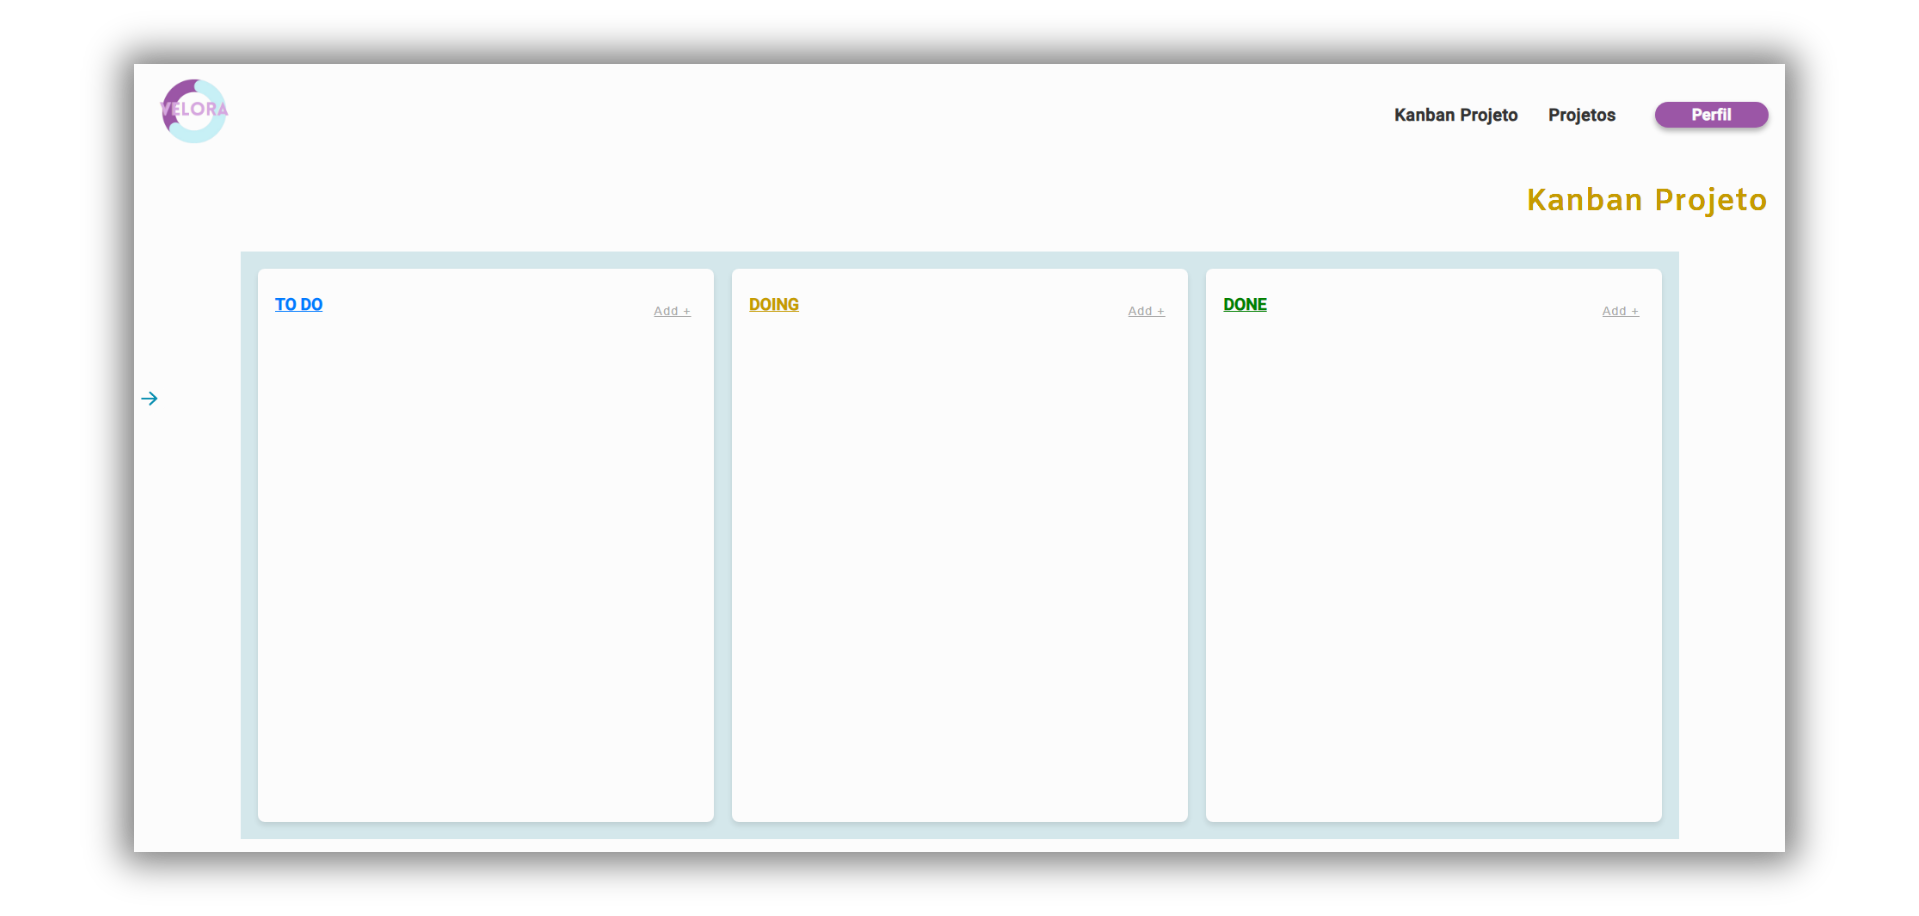 VELORA
Kanban Projeto Projetos Perfil
Kanban Projeto
TO DO Add + DOING Add + DONE Add +